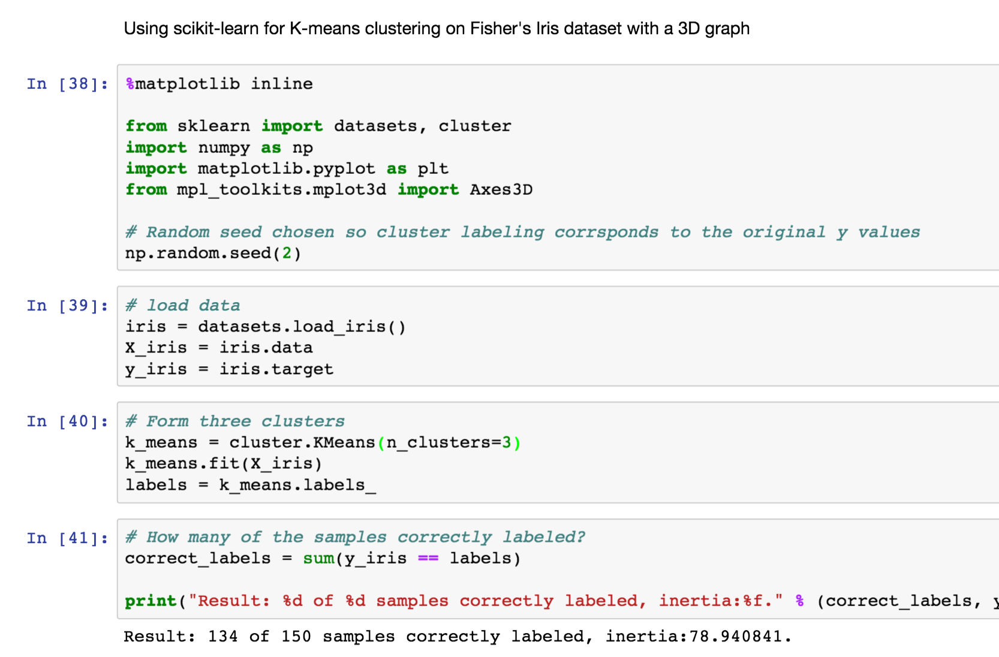 Using scikit-learn for K-means clustering on Fisher's Iris dataset with a 3D graph
In [38]:
%matplotlib inline
from sklearn import datasets, cluster
import numpy as np
import matplotlib.pyplot as plt
from mpl_toolkits.mplot3d import Axes3D
# Random seed chosen so cluster labeling corrsponds to the original y values
np.random.seed(2)
In [39]:
# load data
iris = datasets.load_iris()
X_iris = iris.data
y_iris = iris.target
In [40]:
# Form three clusters
k_means = cluster.KMeans(n_clusters=3)
k_means.fit(X_iris)
labels = k_means.labels_
In [41]:
# How many of the samples correctly labeled?
correct_labels = sum(y_iris == labels)
print("Result: %d of %d samples correctly labeled, inertia:%f." % (correct_labels,
Result: 134 of 150 samples correctly labeled, inertia:78.940841.